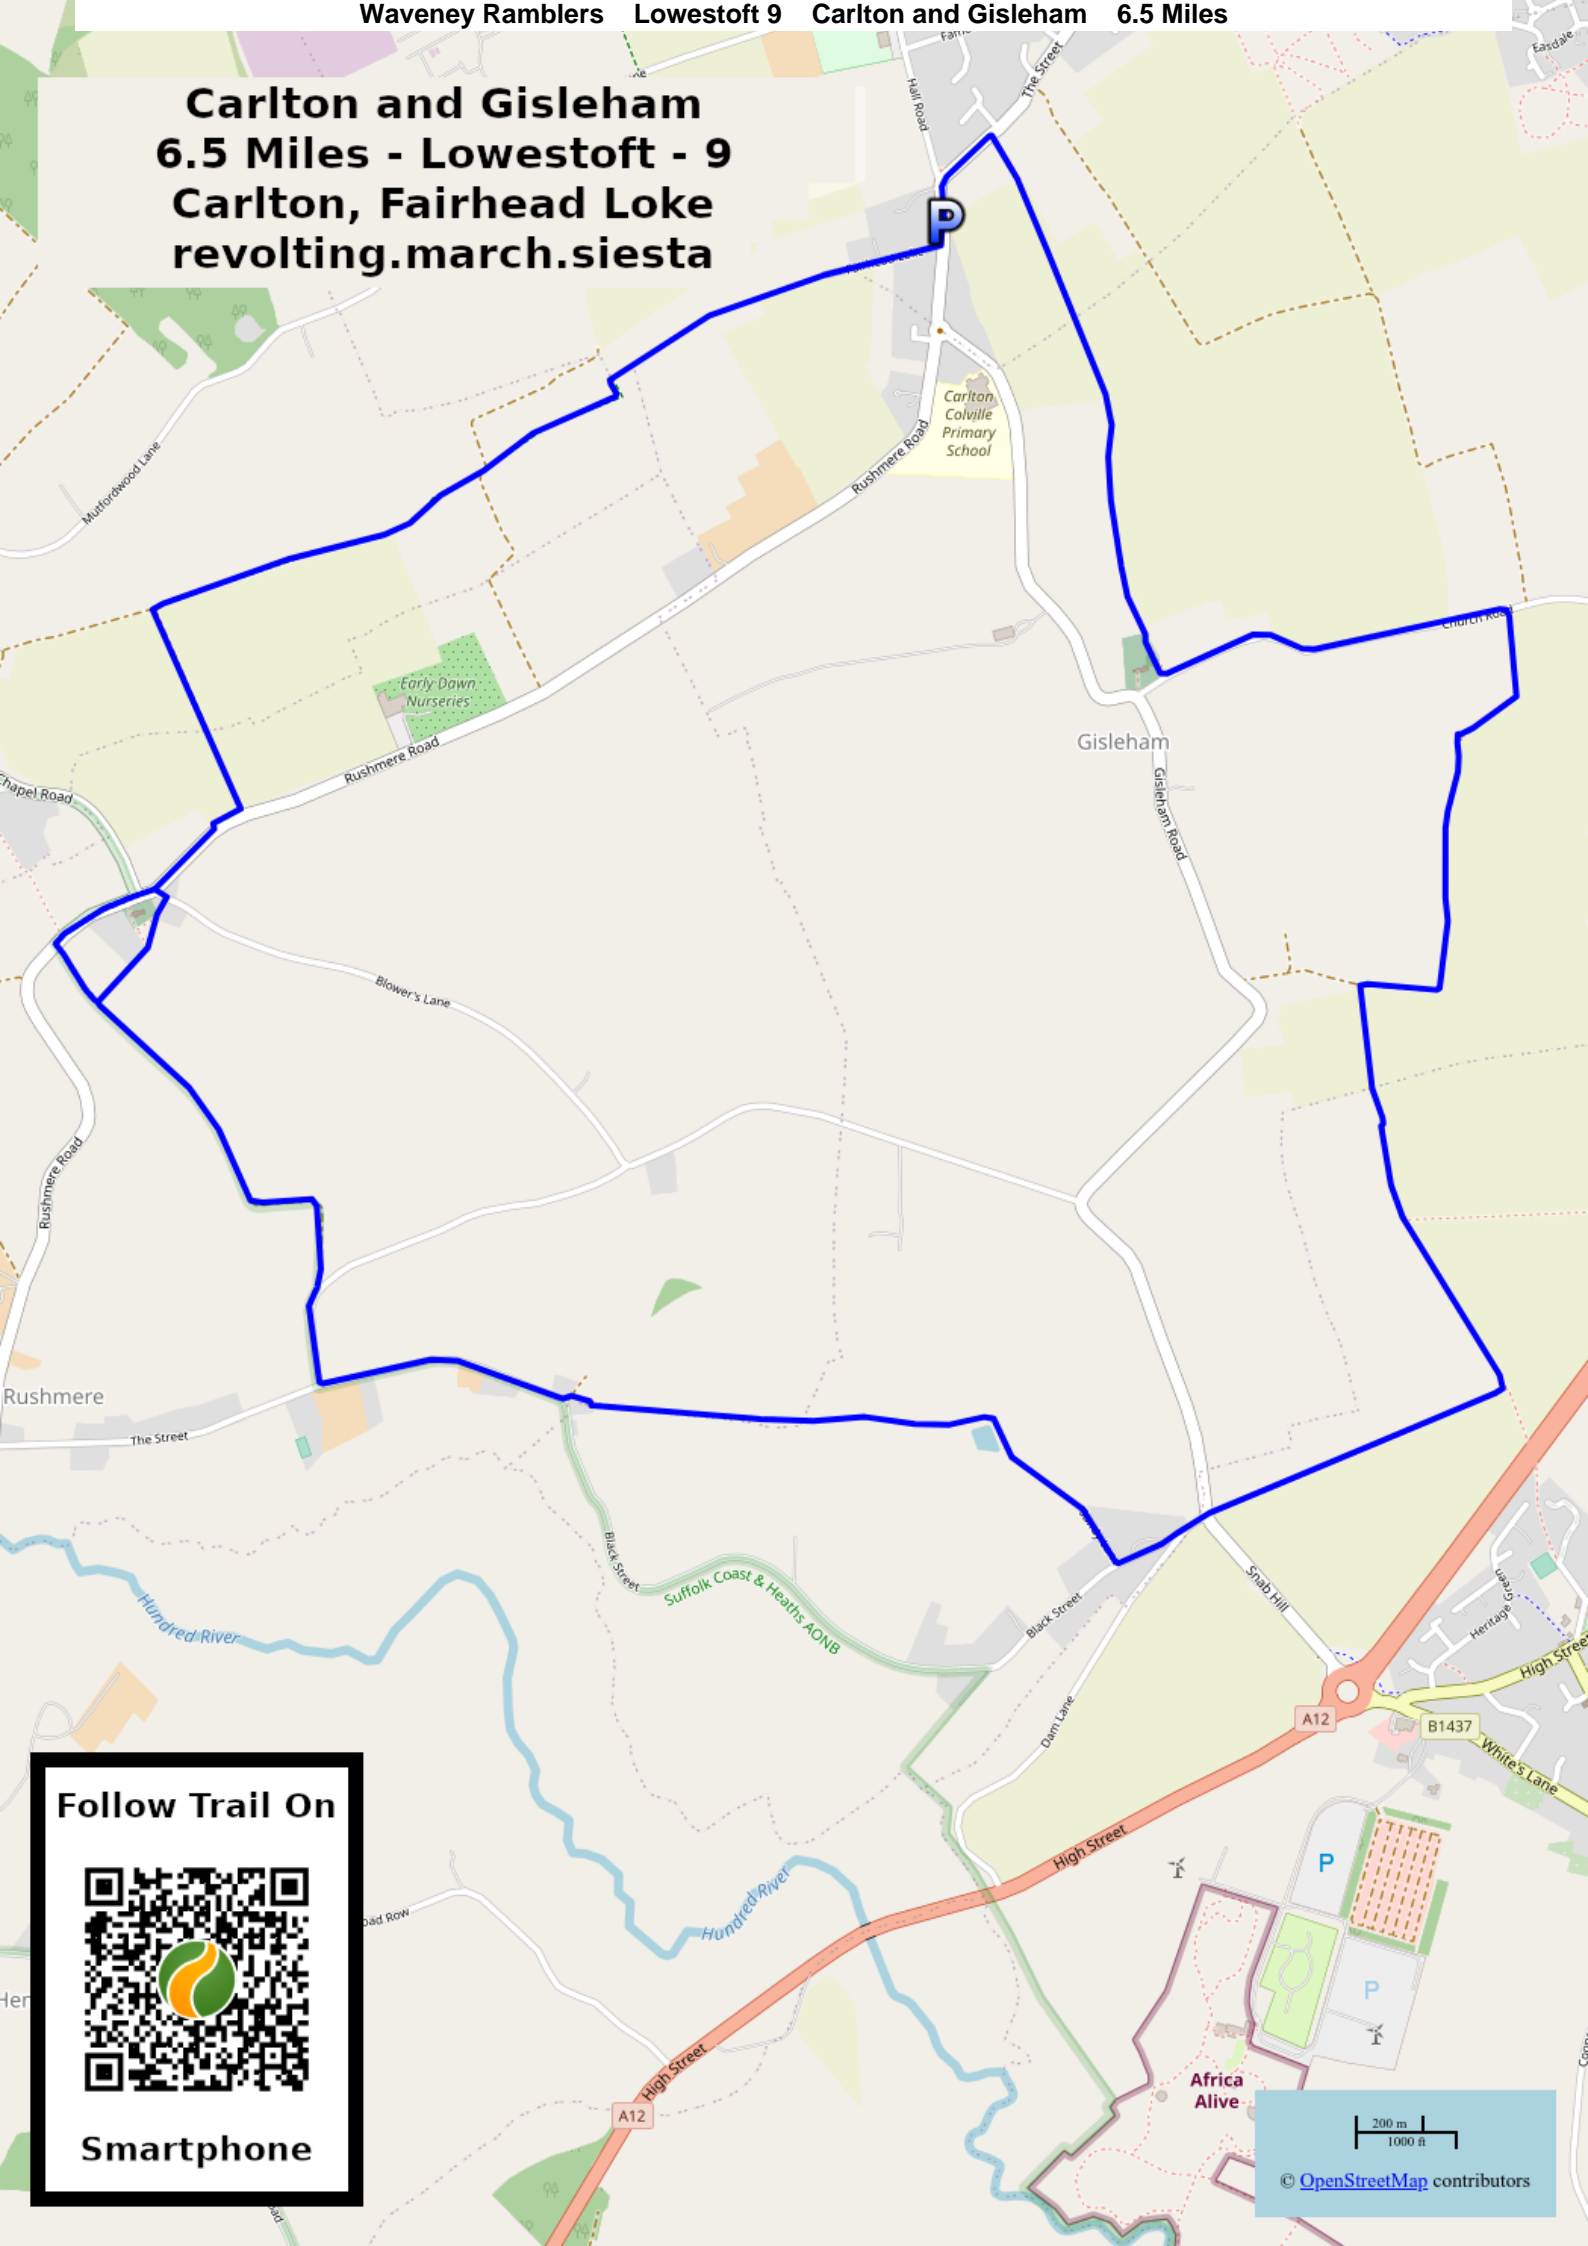 Waveney Ramblers Lowestoft 9 Carlton and Gisleham 6.5 Miles
Carlton and Gisleham
6.5 Miles - Lowestoft - 9
Carlton, Fairhead Loke
revolting.march.siesta
Hall Road
The Street
Easdale
Fairhead Loke
Carlton
Colville
Primary
School
Rushmere Road
Mutfordwood Lane
Church Road
Early Dawn
Nurseries
Rushmere Road
Gisleham
Gisleham Road
Chapel Road
Blower's Lane
Rushmere Road
Rushmere
The Street
Black Street
Suffolk Coast & Heaths AONB
Black Street
Snab Hill
Dam Lane
Heritage Green
High Street
Hundred River
A12
B1437
White's Lane
High Street
Hundred River
P
P
P
Africa
Alive
High Street
A12
Follow Trail On
Smartphone
200 m
1000 ft
© OpenStreetMap contributors